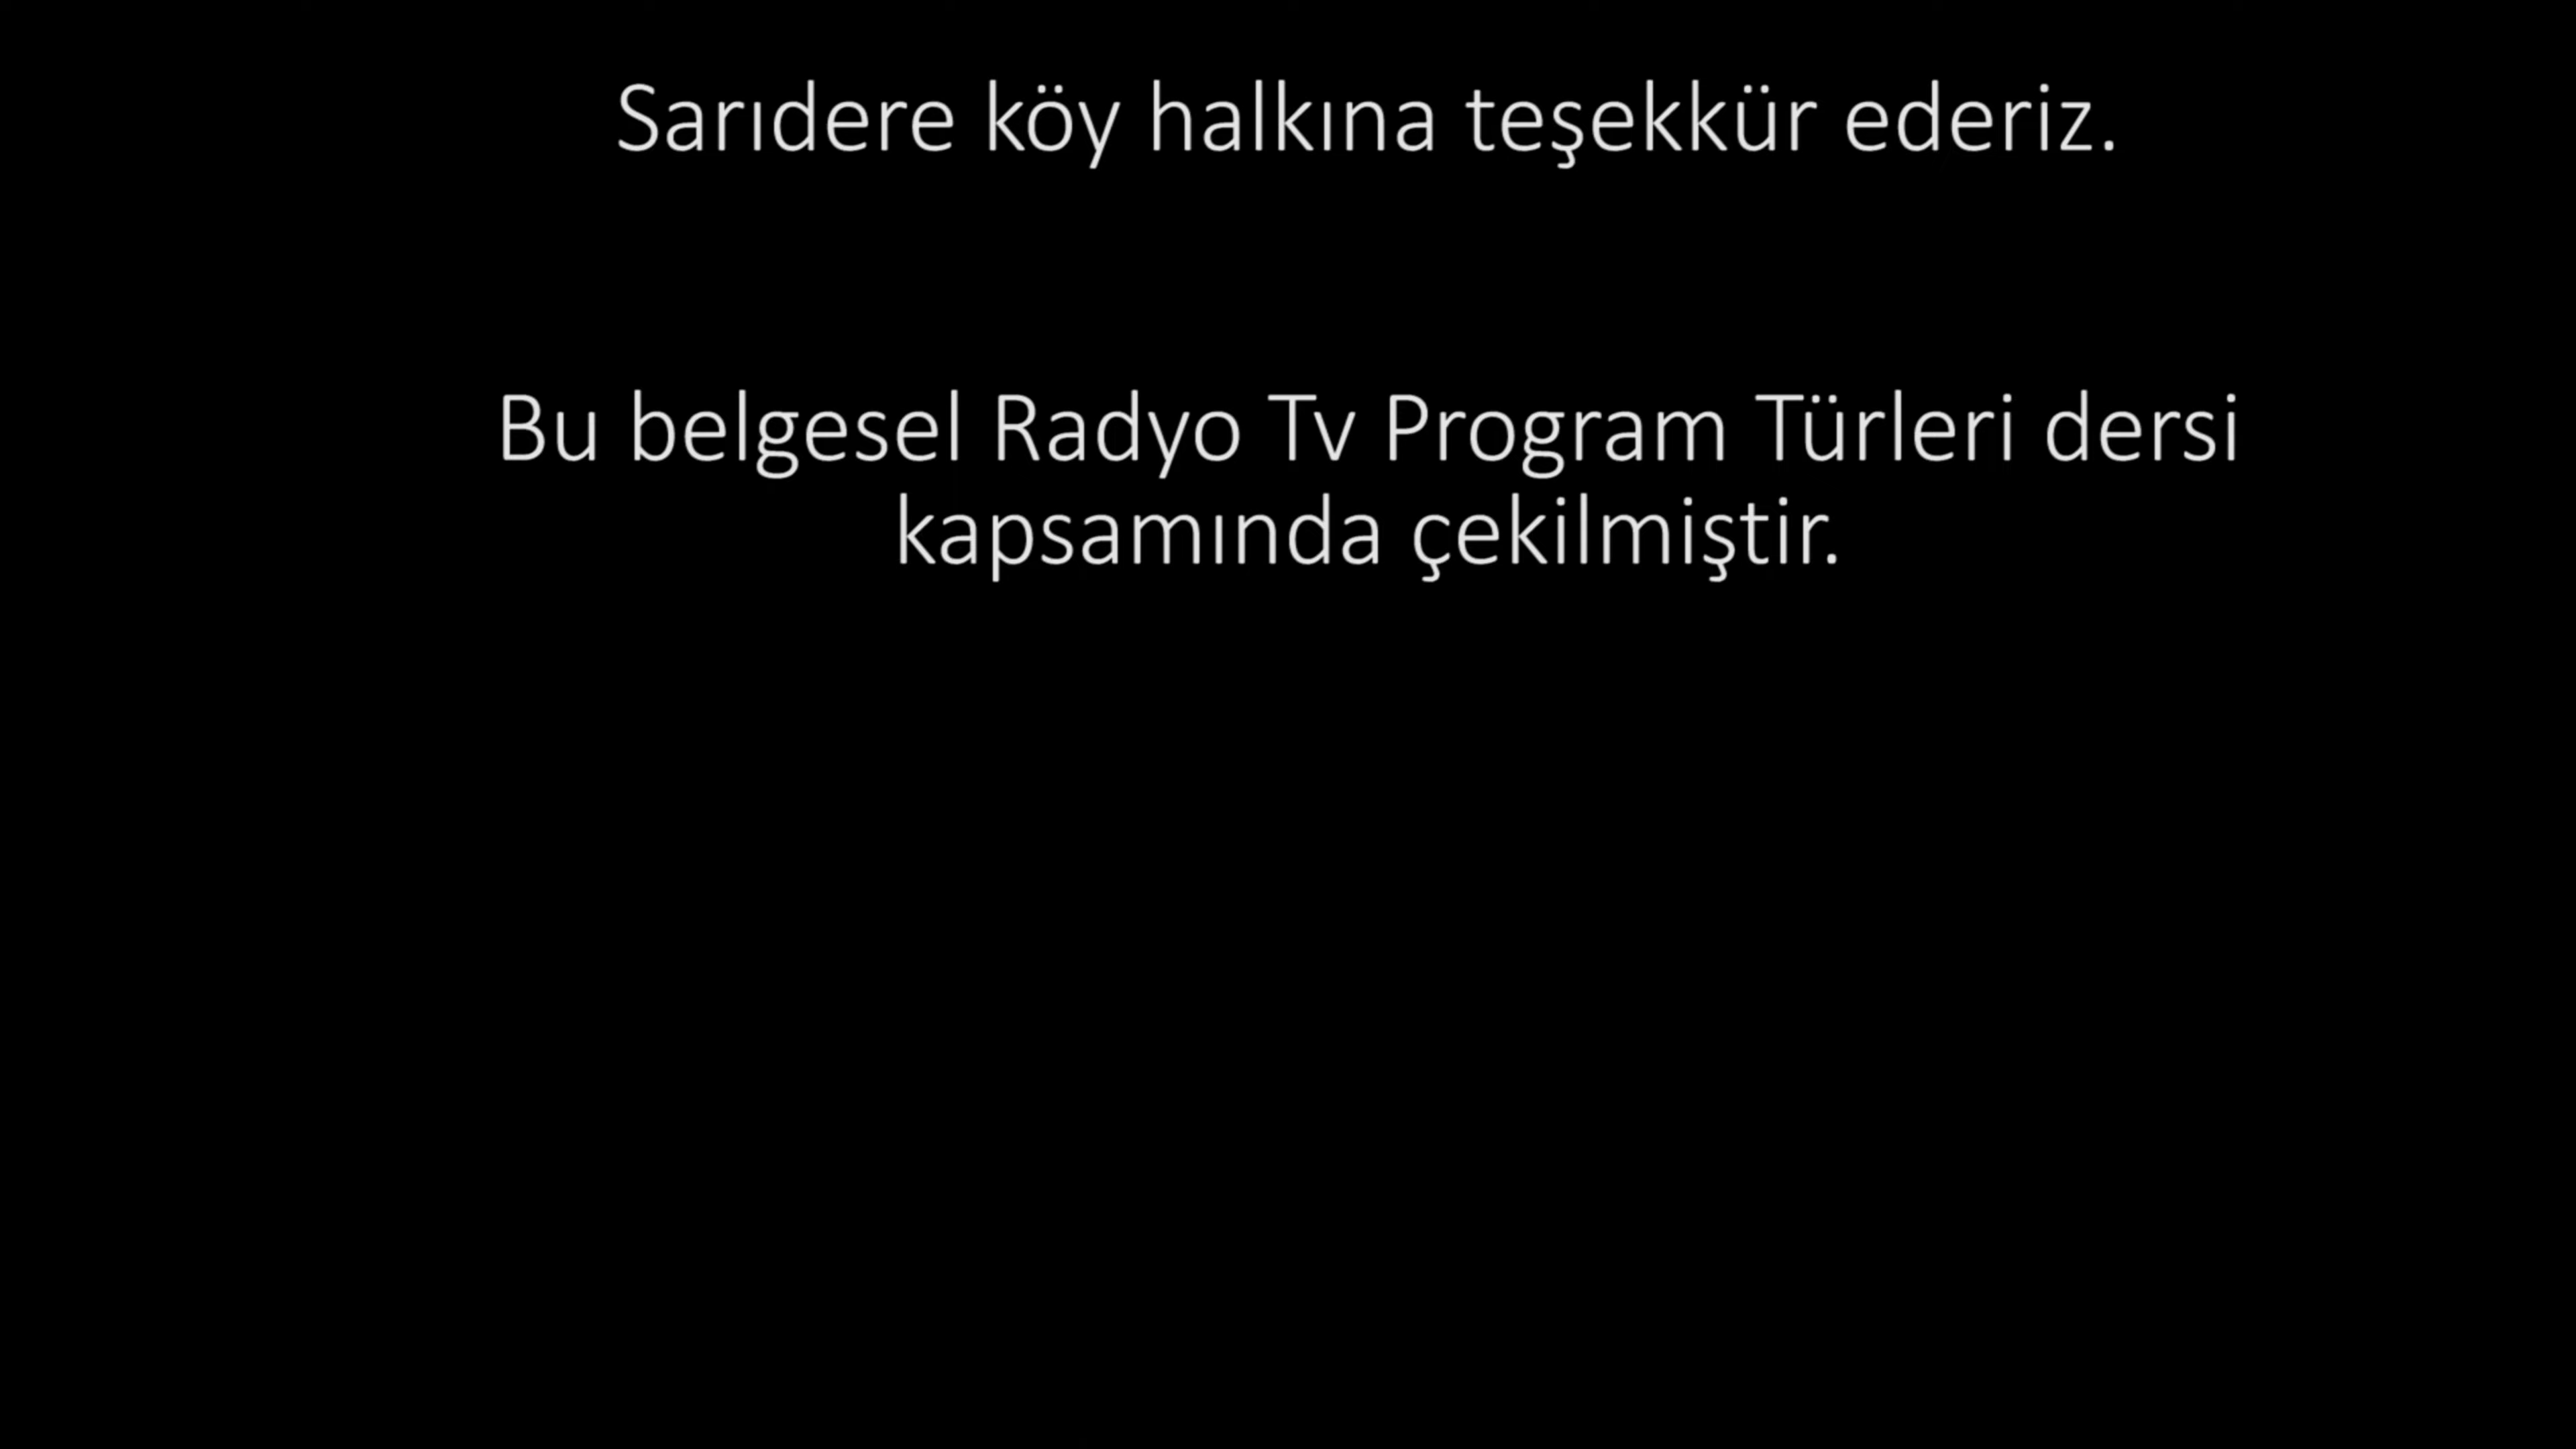 Sarıdere köy halkına teşekkür ederiz.
Bu belgesel Radyo Tv Program Türleri dersi
kapsamında çekilmiştir.